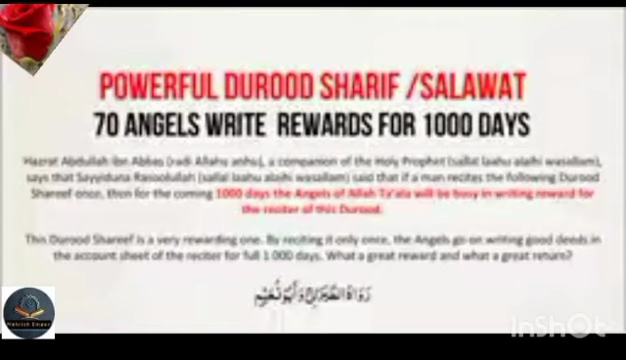 POWERFUL DUROOD SHARIF /SALAWAT
70 ANGELS WRITE REWARDS FOR 1000 DAYS
Hazrat Abdullah ibn Abbas (radi Allahu anhu), a companion of the Holy Prophet (sallal laahu alaihi wasallam),
says that Sayyiduna Rasoolullah (sallal laahu alaihi wasallam) said that if a man recites the following Durood
Shareef once, then for the coming 1000 days the Angels of Allah Ta'ala will be busy in writing reward for
the reciter of this Durood.
This Durood Shareef is a very rewarding one. By reciting it only once, the Angels go on writing good deeds in
the account sheet of the reciter for full 1 000 days. What a great reward and what a great return?
InShOt